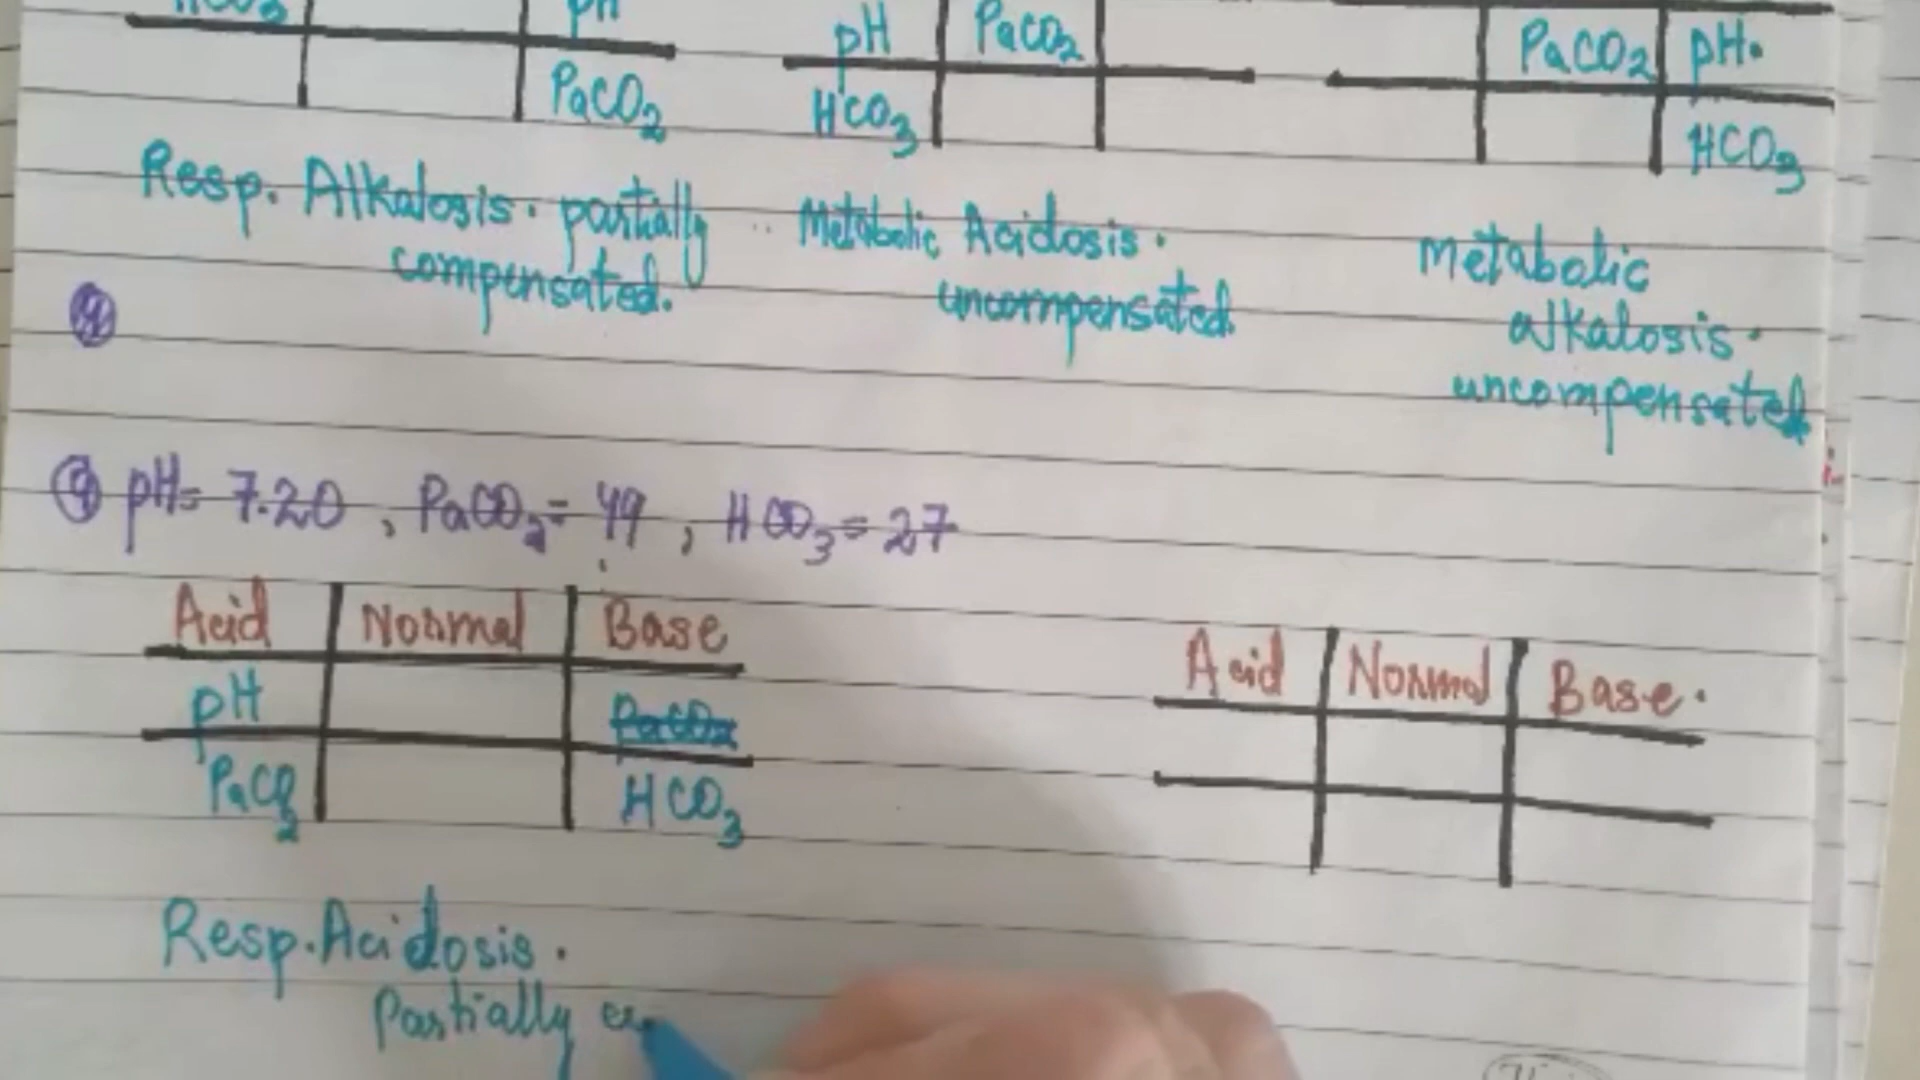 HCO3 pH
pH PaCO2
PaCO2 pH.
PaCO2
HCO3
HCO3
Resp. Alkalosis. partially
compensated.
Metabolic Acidosis.
uncompensated.
Metabolic
alkalosis.
uncompensated
9 pH= 7.20, PaCO2= 49, HCO3= 27
Acid Normal Base
pH PaCO2
PaCO2 HCO3
Acid Normal Base.
Resp. Acidosis.
Partially